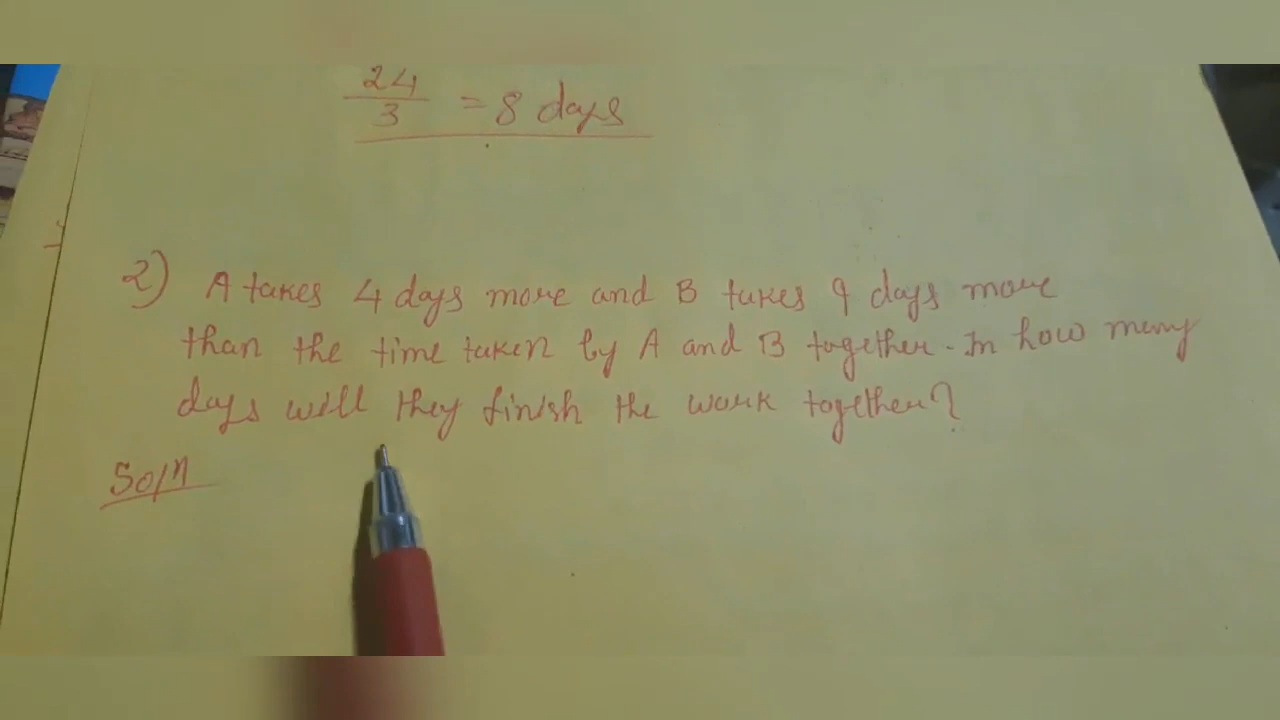 24
3
= 8 days
2) A takes 4 days more and B takes 9 days more
than the time taken by A and B together. In how many
days will they finish the work together?
Soln